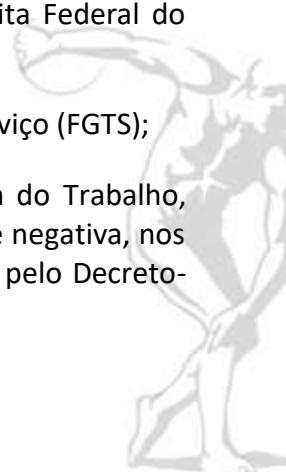 ita Federal do
viço (FGTS);
do Trabalho,
negativa, nos
pelo Decreto-